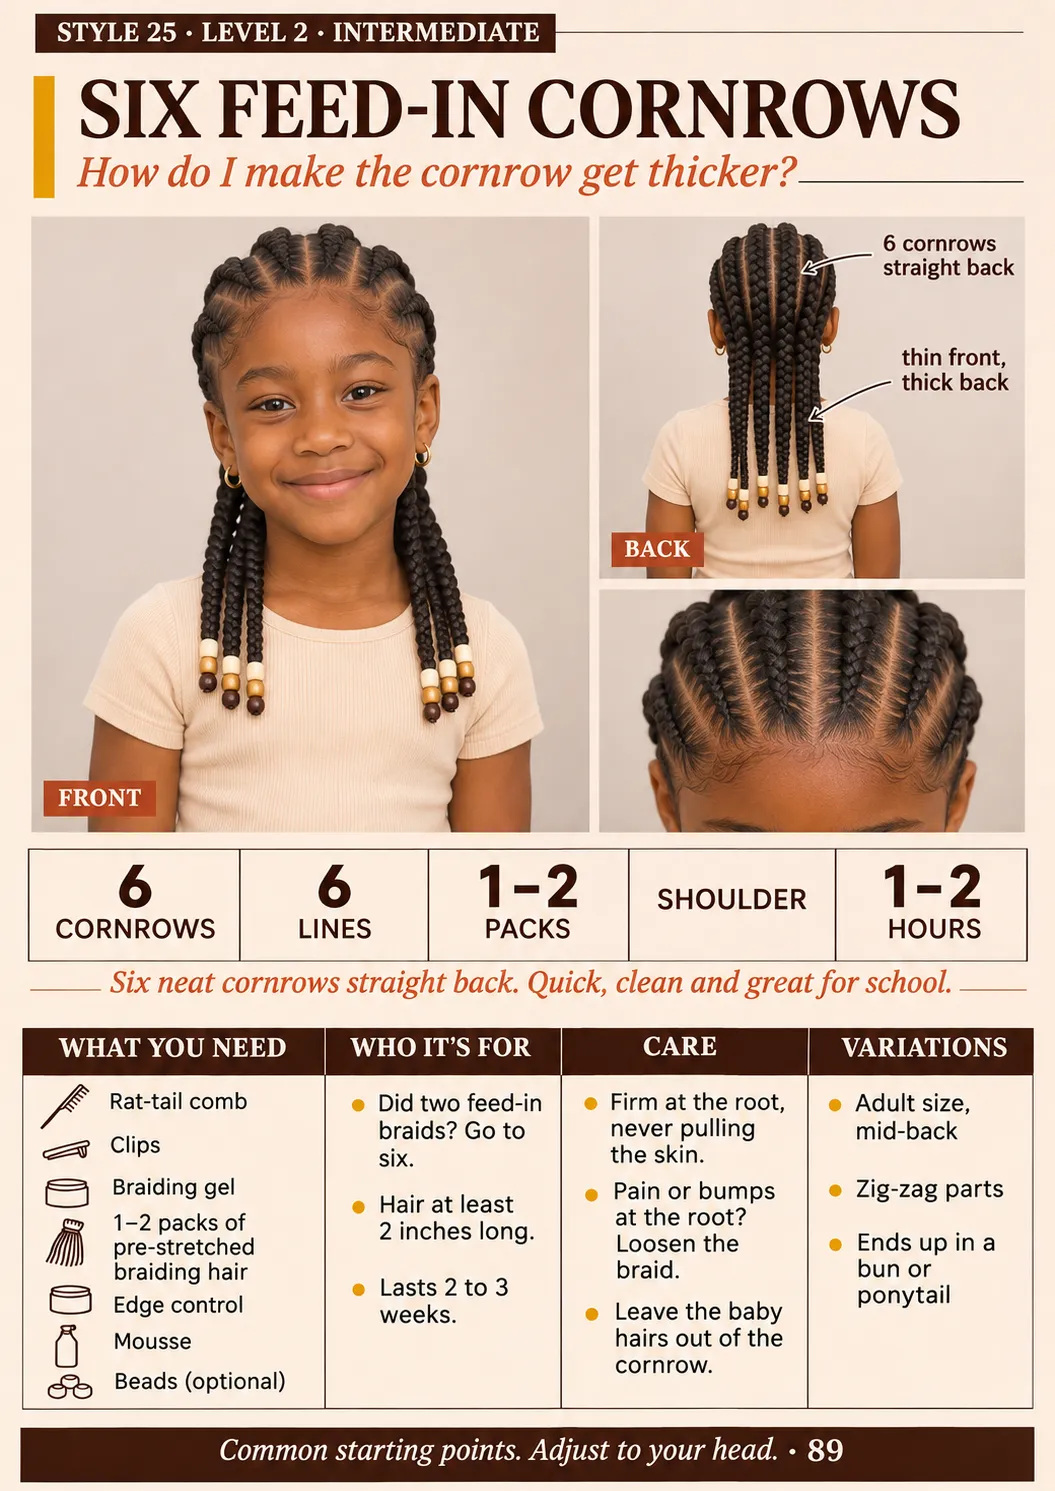 STYLE 25 · LEVEL 2 · INTERMEDIATE
SIX FEED-IN CORNROWS
How do I make the cornrow get thicker?
6 cornrows
straight back
thin front,
thick back
BACK
FRONT
6
CORNROWS
6
LINES
1–2
PACKS
SHOULDER
1–2
HOURS
Six neat cornrows straight back. Quick, clean and great for school.
WHAT YOU NEED
Rat-tail comb
Clips
Braiding gel
1–2 packs of
pre-stretched
braiding hair
Edge control
Mousse
Beads (optional)
WHO IT'S FOR
Did two feed-in
braids? Go to
six.
Hair at least
2 inches long.
Lasts 2 to 3
weeks.
CARE
Firm at the root,
never pulling
the skin.
Pain or bumps
at the root?
Loosen the
braid.
Leave the baby
hairs out of the
cornrow.
VARIATIONS
Adult size,
mid-back
Zig-zag parts
Ends up in a
bun or
ponytail
Common starting points. Adjust to your head. · 89